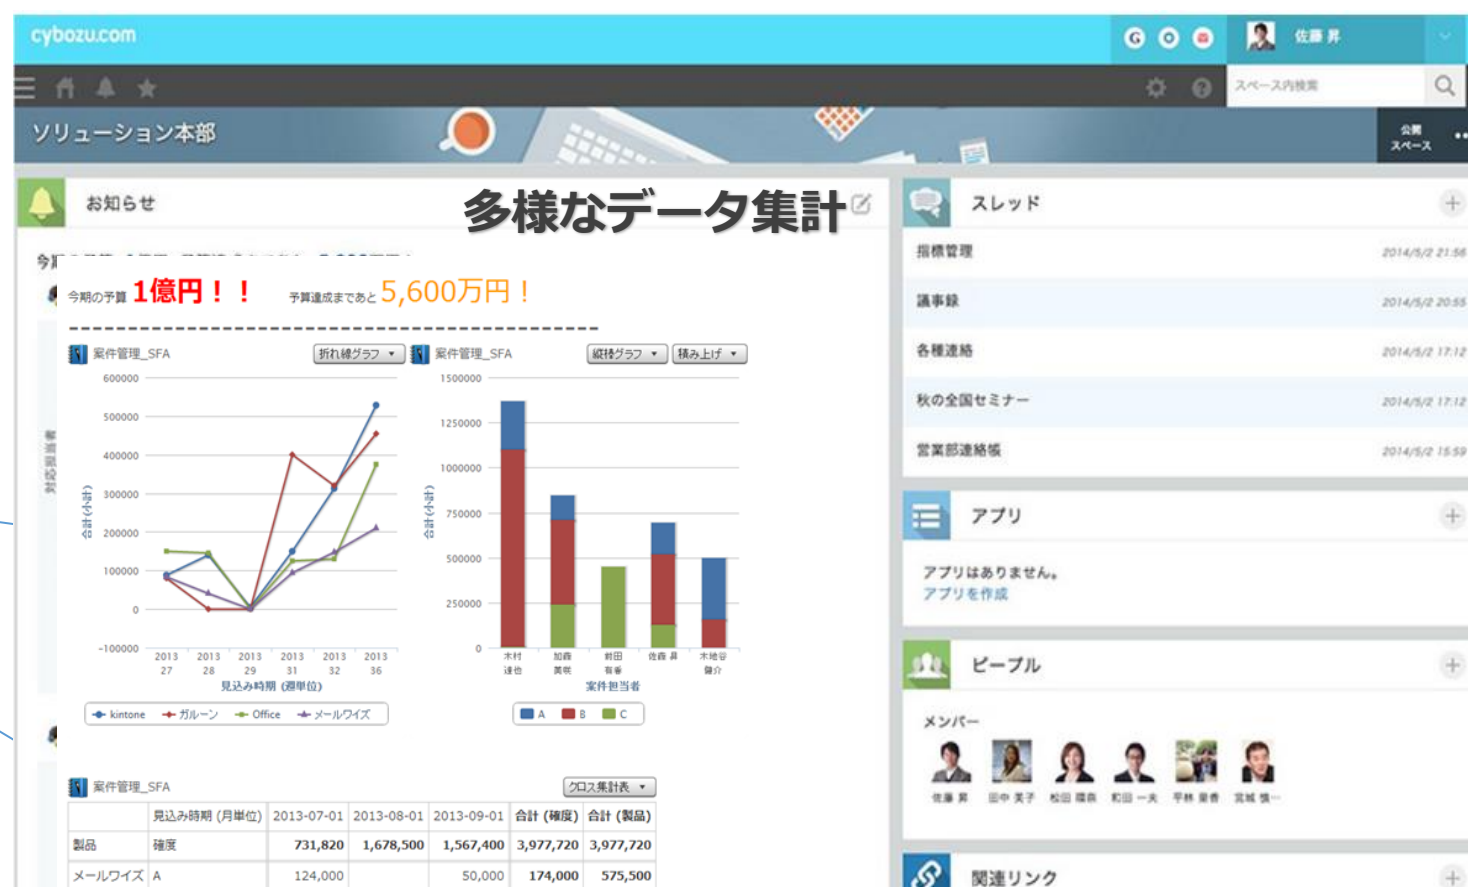 cybozu.com
G
佐藤 昇
スペース内検索
ソリューション本部
公開
スペース
お知らせ
多様なデータ集計
今期の予算 1億円！！ 予算達成まであと 5,600万円！
案件管理_SFA
折れ線グラフ
600000
500000
400000
300000
200000
100000
0
-100000
合計(小計)
2013 2013 2013 2013 2013 2013
27 28 29 31 32 36
見込み時期 (週単位)
kintone ガルーン Office メールワイズ
案件管理_SFA
縦棒グラフ
積み上げ
1500000
1250000
1000000
750000
500000
250000
0
合計(小計)
木村 加森 前田 佐森 昇 木地谷
達也 美咲 有香 健介
案件担当者
A B C
対応担当者
案件管理_SFA
クロス集計表
見込み時期 (月単位) 2013-07-01 2013-08-01 2013-09-01 合計 (確度) 合計 (製品)
製品 確度 731,820 1,678,500 1,567,400 3,977,720 3,977,720
メールワイズ A 124,000 50,000 174,000 575,500
スレッド
指標管理 2014/5/2 21:56
議事録 2014/5/2 20:55
各種連絡 2014/5/2 17:12
秋の全国セミナー 2014/5/2 17:12
営業部連絡帳 2014/5/2 15:59
アプリ
アプリはありません。
アプリを作成
ピープル
メンバー
佐藤 昇 田中 美子 松田 環奈 和田 一夫 平林 里香 宮城 慎一
関連リンク